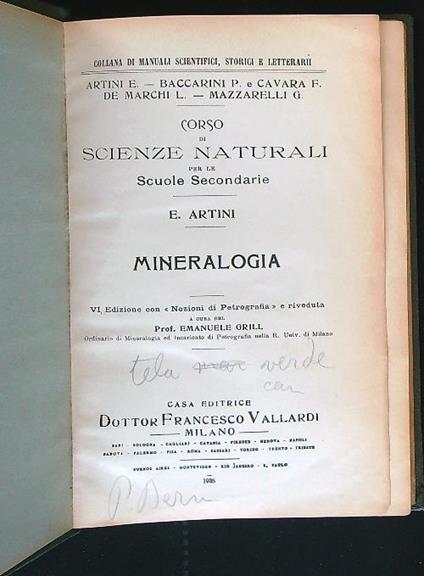 COLLANA DI MANUALI SCIENTIFICI, STORICI E LETTERARII
ARTINI E. — BACCARINI P. e CAVARA F.
DE MARCHI L. — MAZZARELLI G.
CORSO
DI
SCIENZE NATURALI
PER LE
Scuole Secondarie
E. ARTINI
MINERALOGIA
VI. Edizione con « Nozioni di Petrografia » e riveduta
A CURA DEL
Prof. EMANUELE GRILL
Ordinario di Mineralogia ed Incaricato di Petrografia nella R. Univ. di Milano
tela verde
CASA EDITRICE
DOTTOR FRANCESCO VALLARDI
MILANO
BARI - BOLOGNA - CAGLIARI - CATANIA - FIRENZE - GENOVA - NAPOLI
PADOVA - PALERMO - PISA - ROMA - SASSARI - TORINO - TRENTO - TRIESTE
BUENOS AIRES - MONTEVIDEO - RIO JANEIRO - S. PAULO
1936